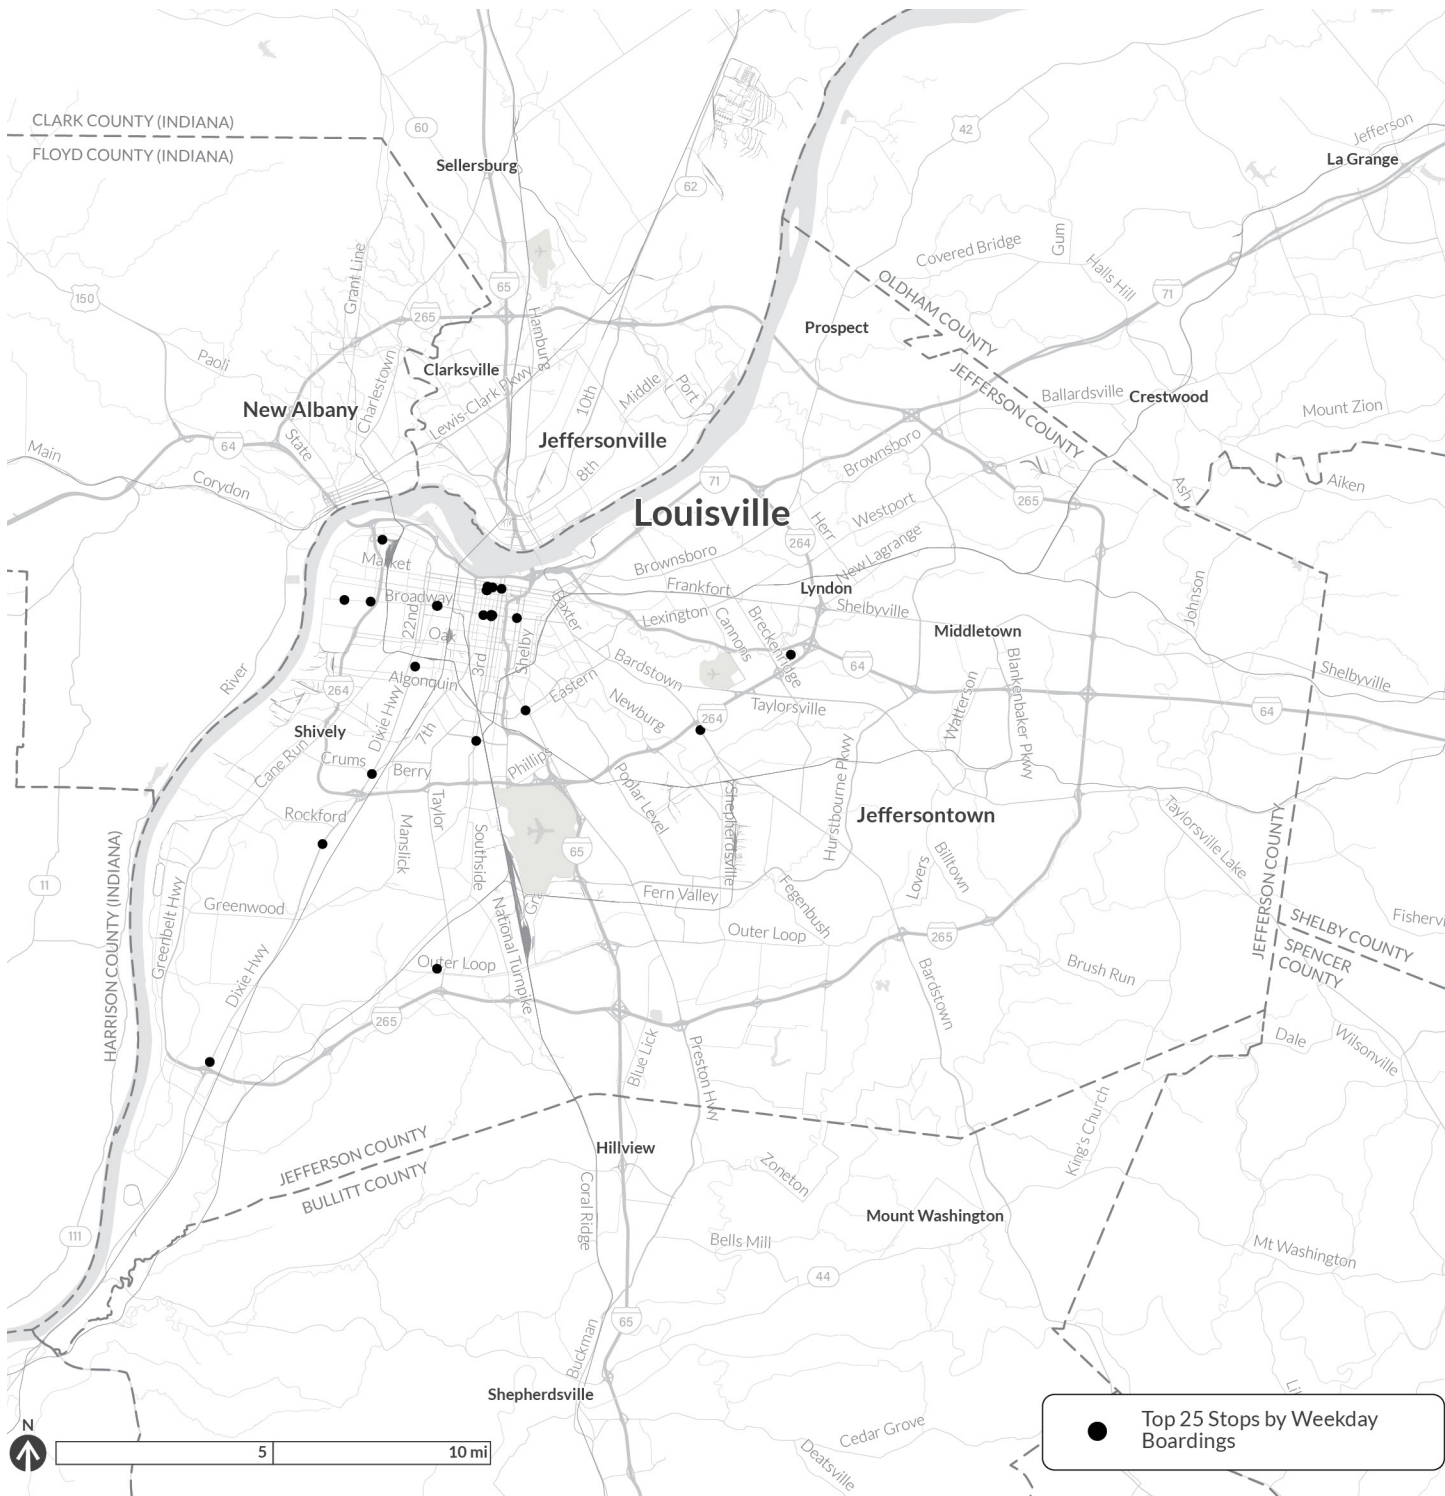 CLARK COUNTY (INDIANA)
FLOYD COUNTY (INDIANA)
60
42
Jefferson
La Grange
Sellersburg
62
Covered Bridge
Gum
Halls Hill
Grant Line
150
65
71
265
OLDHAM COUNTY
JEFFERSON COUNTY
Prospect
Hamburg
Paoli
Clarksville
Charlestown
Lewis-Clark Pkwy
10th
Middle
Port
Ballardsville
Crestwood
Mount Zion
New Albany
State
64
Main
Corydon
Jeffersonville
8th
Brownsboro
71
265
Ash
Aiken
Louisville
Herr
Westport
264
New Lagrange
Brownsboro
Market
Frankfort
Lyndon
Shelbyville
Johnson
Broadway
22nd
Oak
Baxter
Lexington
Cannons
Breckenridge
Middletown
3rd
Shelby
Bardstown
64
Blankenbaker Pkwy
Shelbyville
River
264
Algonquin
Dixie Hwy
Eastern
Newburg
264
Taylorsville
Watterson
64
Shively
7th
Cane Run
Crums
Berry
Phillips
Poplar Level
Shepherdsville
Hurstbourne Pkwy
Rockford
Taylor
Manslick
Southside
65
Jeffersontown
Taylorsville Lake
JEFFERSON COUNTY
11
HARRISON COUNTY (INDIANA)
Greenbelt Hwy
Greenwood
Gr
Fern Valley
Fegenbush
Lovers
Billtown
SHELBY COUNTY
SPENCER
COUNTY
Fishervi
Dixie Hwy
National Turnpike
Outer Loop
Outer Loop
265
Bardstown
Brush Run
265
Blue Lick
Preston Hwy
Dale
Wilsonville
JEFFERSON COUNTY
BULLITT COUNTY
Hillview
King's Church
Zoneton
Coral Ridge
111
Mount Washington
Bells Mill
44
Mt Washington
65
Buckman
Shepherdsville
Cedar Grove
Deatsville
Li
N
5
10 mi
Top 25 Stops by Weekday
Boardings